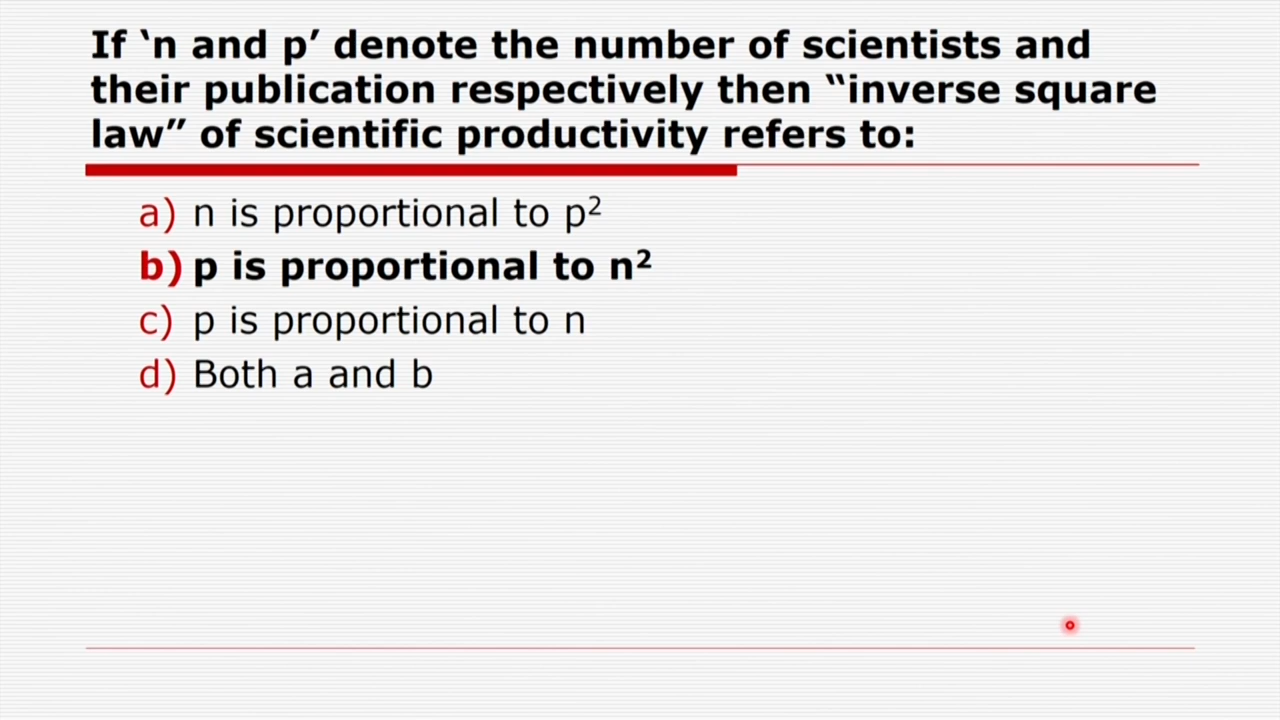 If ‘n and p’ denote the number of scientists and
their publication respectively then “inverse square
law” of scientific productivity refers to:
a) n is proportional to p²
b) p is proportional to n²
c) p is proportional to n
d) Both a and b